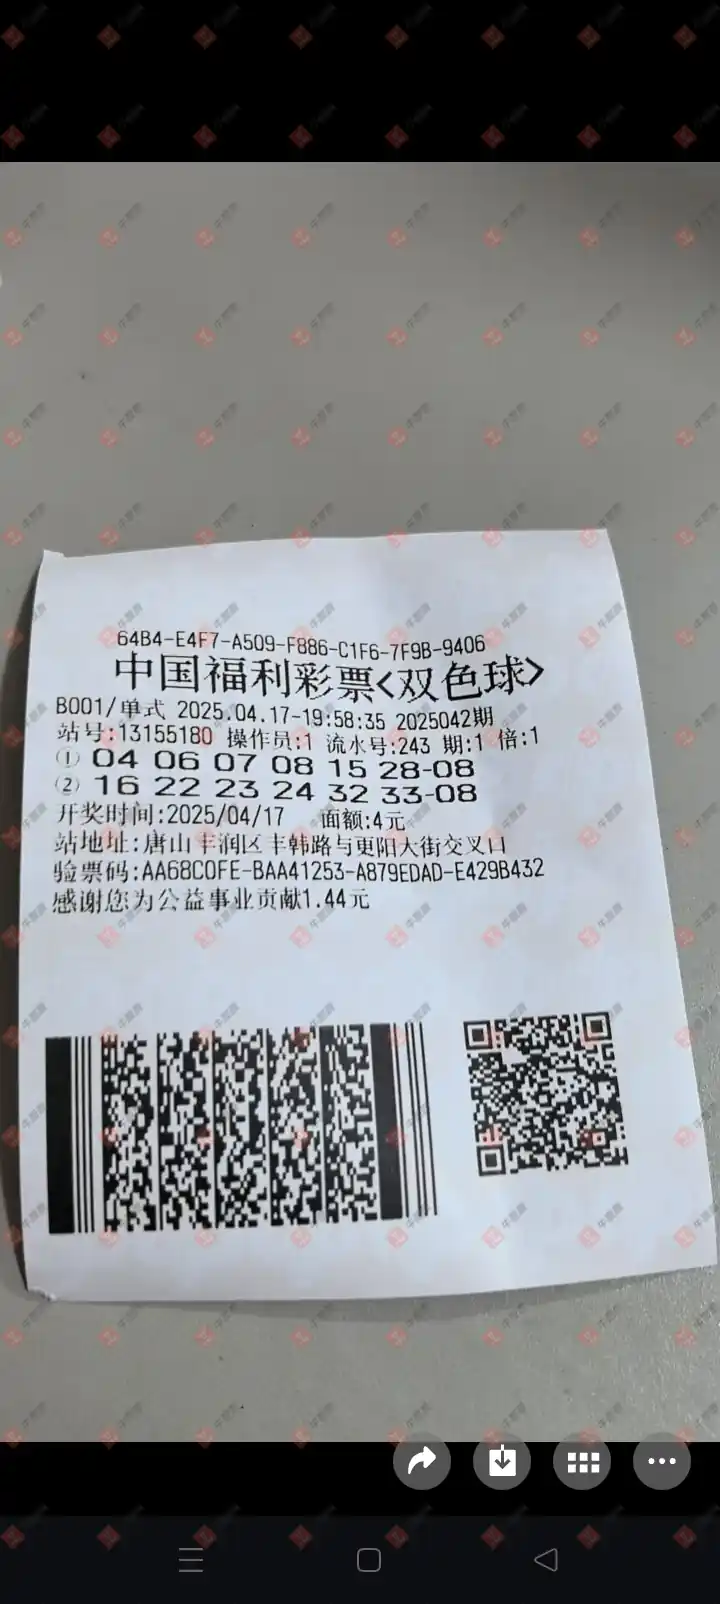 64B4-E4F7-A509-F886-C1F6-7F9B-9406
中国福利彩票<双色球>
B001/单式 2025.04.17-19:58:35 2025042期
站号:13155180 操作员:1 流水号:243 期:1 倍:1
① 04 06 07 08 15 28-08
② 16 22 23 24 32 33-08
开奖时间:2025/04/17 面额:4元
站地址:唐山丰润区丰韩路与更阳大街交叉口
验票码:AA68C0FE-BAA41253-A879EDAD-E429B432
感谢您为公益事业贡献1.44元